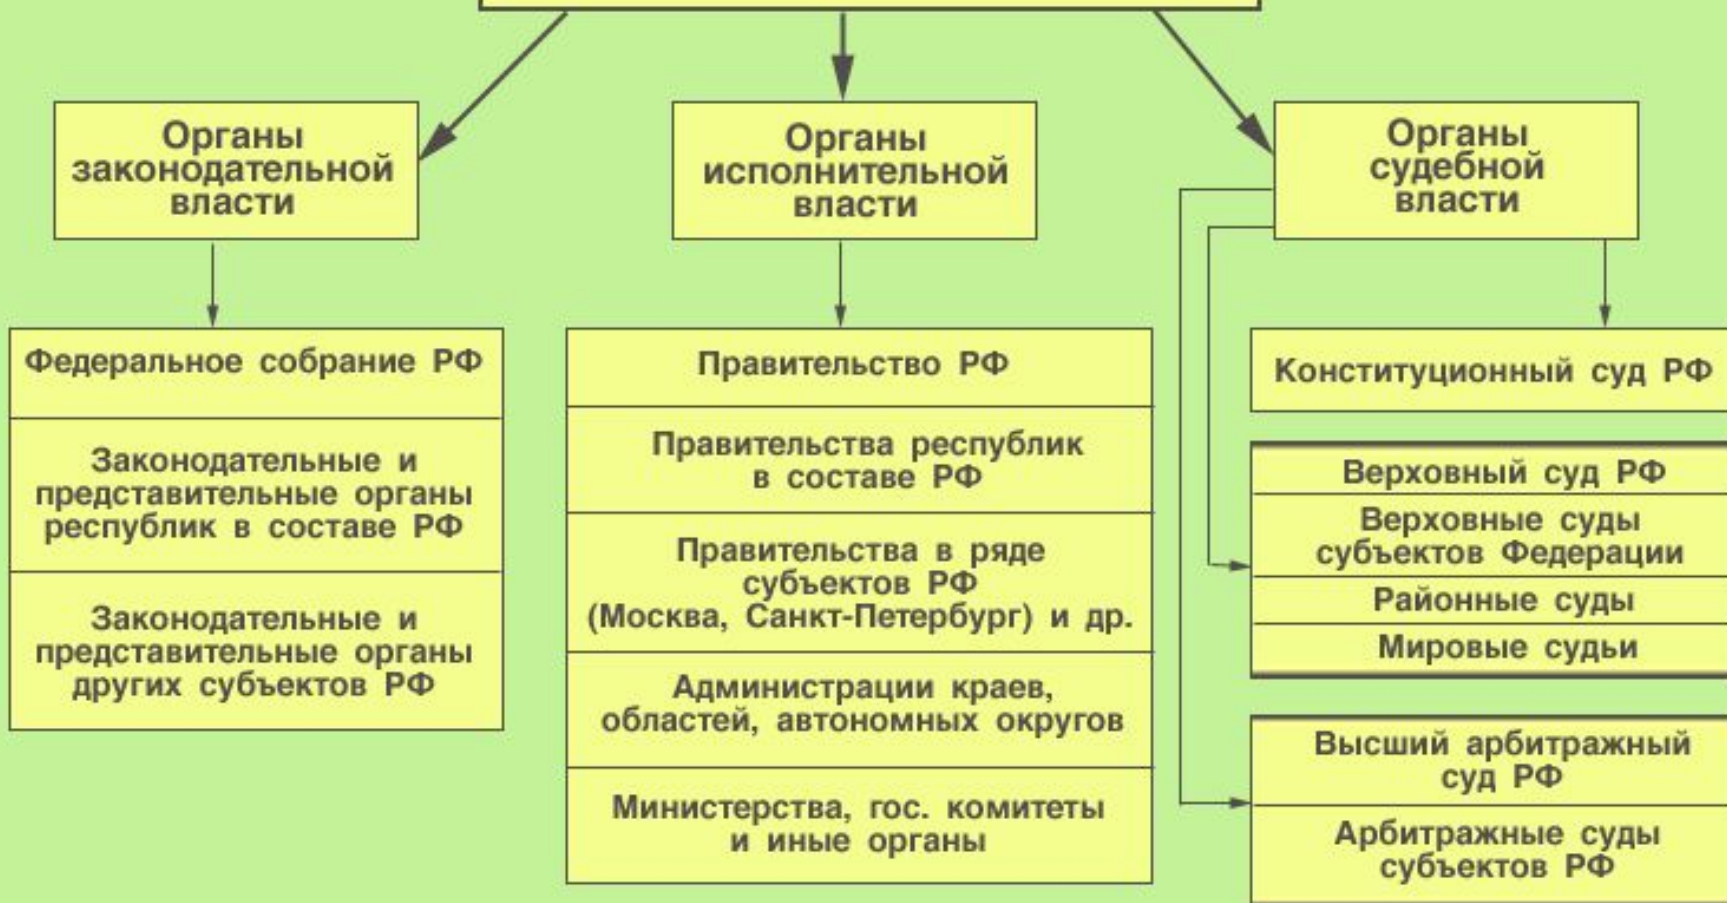 Органы
законодательной
власти
Органы
исполнительной
власти
Органы
судебной
власти
Федеральное собрание РФ
Законодательные и
представительные органы
республик в составе РФ
Законодательные и
представительные органы
других субъектов РФ
Правительство РФ
Правительства республик
в составе РФ
Правительства в ряде
субъектов РФ
(Москва, Санкт-Петербург) и др.
Администрации краев,
областей, автономных округов
Министерства, гос. комитеты
и иные органы
Конституционный суд РФ
Верховный суд РФ
Верховные суды
субъектов Федерации
Районные суды
Мировые судьи
Высший арбитражный
суд РФ
Арбитражные суды
субъектов РФ